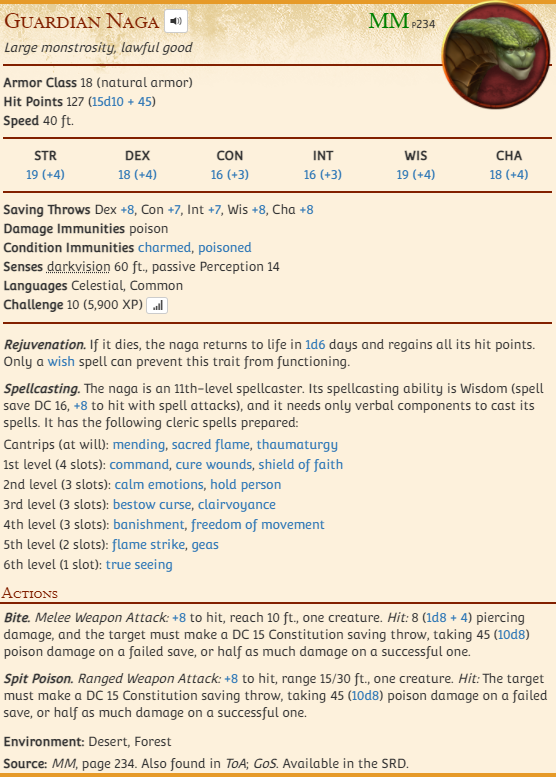 Guardian Naga MM P234
Large monstrosity, lawful good
Armor Class 18 (natural armor)
Hit Points 127 (15d10 + 45)
Speed 40 ft.
STR DEX CON INT WIS CHA
19 (+4) 18 (+4) 16 (+3) 16 (+3) 19 (+4) 18 (+4)
Saving Throws Dex +8, Con +7, Int +7, Wis +8, Cha +8
Damage Immunities poison
Condition Immunities charmed, poisoned
Senses darkvision 60 ft., passive Perception 14
Languages Celestial, Common
Challenge 10 (5,900 XP)
Rejuvenation. If it dies, the naga returns to life in 1d6 days and regains all its hit points.
Only a wish spell can prevent this trait from functioning.
Spellcasting. The naga is an 11th-level spellcaster. Its spellcasting ability is Wisdom (spell
save DC 16, +8 to hit with spell attacks), and it needs only verbal components to cast its
spells. It has the following cleric spells prepared:
Cantrips (at will): mending, sacred flame, thaumaturgy
1st level (4 slots): command, cure wounds, shield of faith
2nd level (3 slots): calm emotions, hold person
3rd level (3 slots): bestow curse, clairvoyance
4th level (3 slots): banishment, freedom of movement
5th level (2 slots): flame strike, geas
6th level (1 slot): true seeing
Actions
Bite. Melee Weapon Attack: +8 to hit, reach 10 ft., one creature. Hit: 8 (1d8 + 4) piercing
damage, and the target must make a DC 15 Constitution saving throw, taking 45 (10d8)
poison damage on a failed save, or half as much damage on a successful one.
Spit Poison. Ranged Weapon Attack: +8 to hit, range 15/30 ft., one creature. Hit: The target
must make a DC 15 Constitution saving throw, taking 45 (10d8) poison damage on a failed
save, or half as much damage on a successful one.
Environment: Desert, Forest
Source: MM, page 234. Also found in ToA; GoS. Available in the SRD.